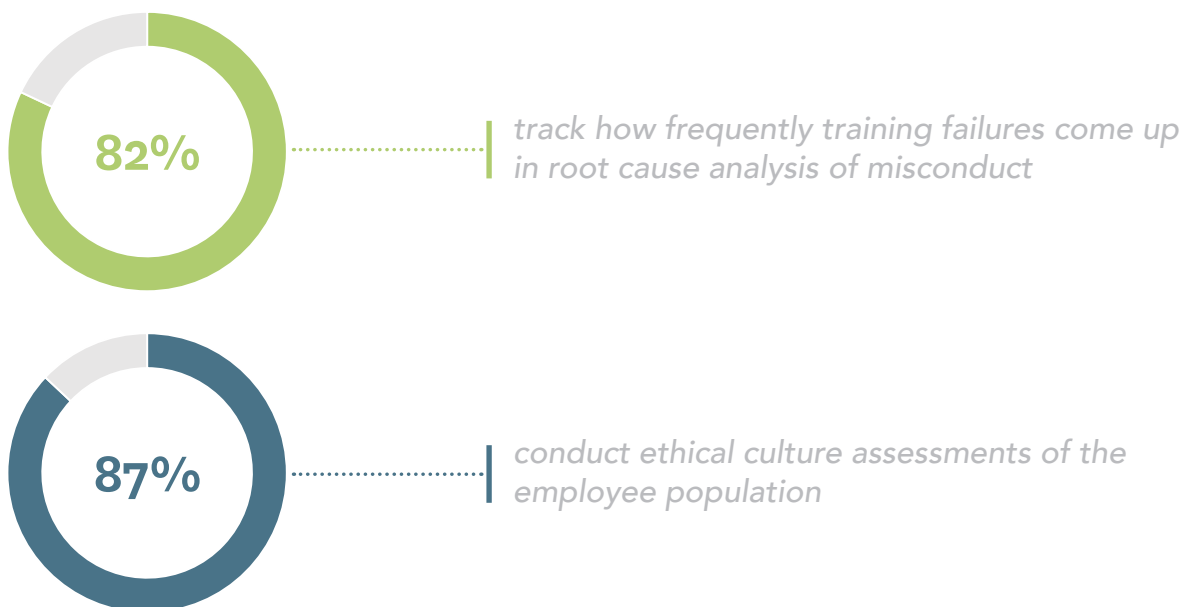 82%
track how frequently training failures come up
in root cause analysis of misconduct
87%
conduct ethical culture assessments of the
employee population